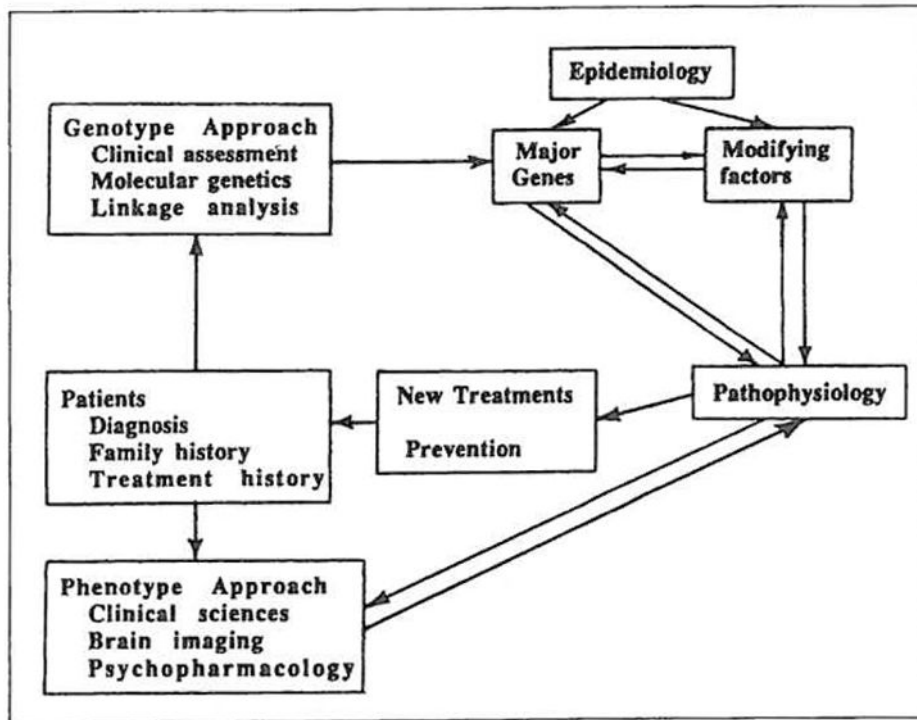 Epidemiology
Genotype Approach
Clinical assessment
Molecular genetics
Linkage analysis
Major
Genes
Modifying
factors
Patients
Diagnosis
Family history
Treatment history
New Treatments
Prevention
Pathophysiology
Phenotype Approach
Clinical sciences
Brain imaging
Psychopharmacology